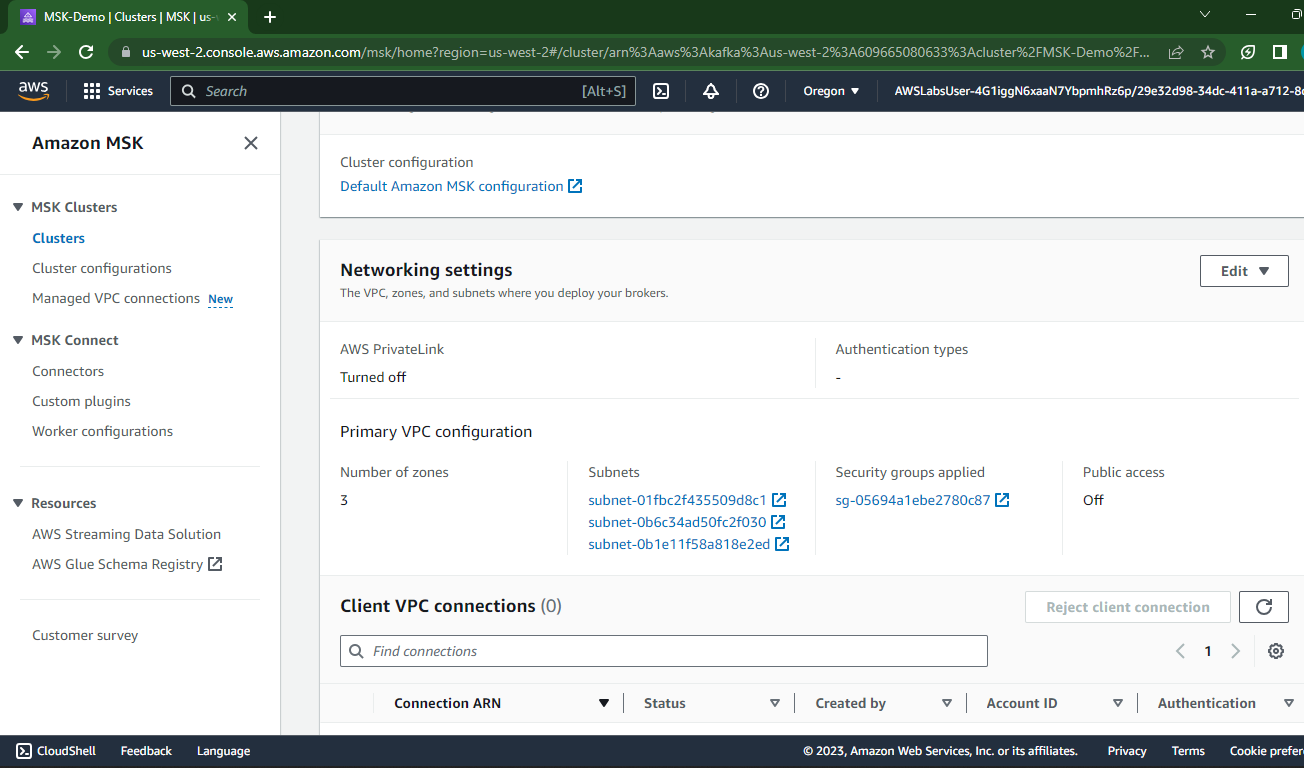 MSK-Demo | Clusters | MSK | us-
us-west-2.console.aws.amazon.com/msk/home?region=us-west-2#/cluster/arn%3Aaws%3Akafka%3Aus-west-2%3A609665080633%3Acluster%2FMSK-Demo%2F...
aws
Services
Search
[Alt+S]
Oregon
AWSLabsUser-4G1iggN6xaaN7YbpmhRz6p/29e32d98-34dc-411a-a712-8
Amazon MSK
MSK Clusters
Clusters
Cluster configurations
Managed VPC connections New
MSK Connect
Connectors
Custom plugins
Worker configurations
Resources
AWS Streaming Data Solution
AWS Glue Schema Registry
Customer survey
Cluster configuration
Default Amazon MSK configuration
Networking settings
Edit
The VPC, zones, and subnets where you deploy your brokers.
AWS PrivateLink
Turned off
Authentication types
-
Primary VPC configuration
Number of zones
3
Subnets
subnet-01fbc2f435509d8c1
subnet-0b6c34ad50fc2f030
subnet-0b1e11f58a818e2ed
Security groups applied
sg-05694a1ebe2780c87
Public access
Off
Client VPC connections (0)
Reject client connection
Find connections
1
Connection ARN
Status
Created by
Account ID
Authentication
CloudShell
Feedback
Language
© 2023, Amazon Web Services, Inc. or its affiliates.
Privacy
Terms
Cookie prefer